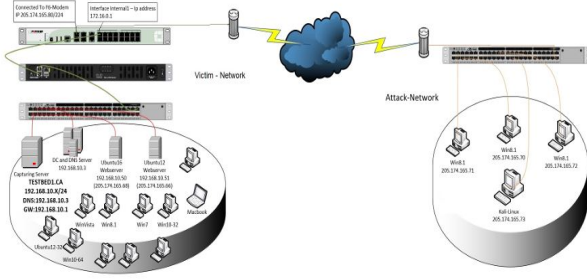 Connected To Rt-Modem
IP 205.174.165.80/224
Interface Internal1 – Ip address
172.16.0.1
Victim - Network
Attack-Network
Capturing Server
DC and DNS Server
192.168.10.3
Ubuntu16
Webserver
192.168.10.50
(205.174.165.68)
Ubuntu12
Webserver
192.168.10.51
(205.174.165.66)
TESTBED1.CA
192.168.10.X/24
DNS:192.168.10.3
GW:192.168.10.1
Macbook
WinVista
Win8.1
Win7
Win10-32
Ubuntu12-32
Win10-64
Win8.1
205.174.165.71
Win8.1
205.174.165.70
Win8.1
205.174.165.72
Kali-Linux
205.174.165.73